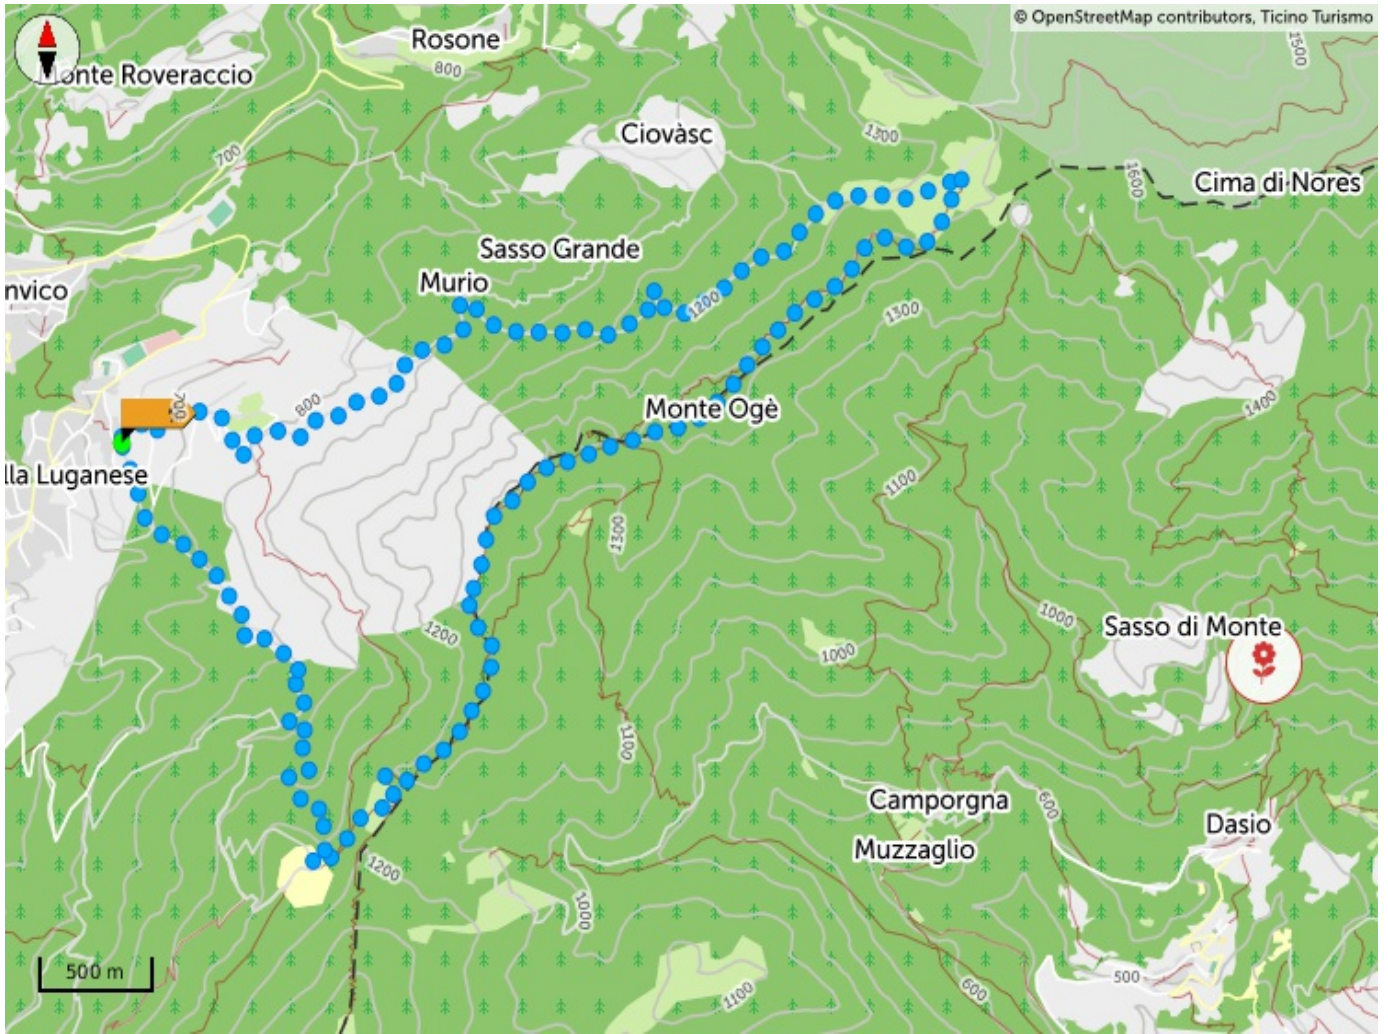 © OpenStreetMap contributors, Ticino Turismo
Rosone
1500
onte Roveraccio
800
Ciovàsc
1300
700
1600
Cima di Nores
Sasso Grande
nvico
Murio
1200
1300
700
800
Monte Ogè
1400
lla Luganese
1100
1300
1000
1200
Sasso di Monte
1000
1100
Camporgna
600
Dasio
Muzzaglio
1200
1000
500 m
500
600
1100